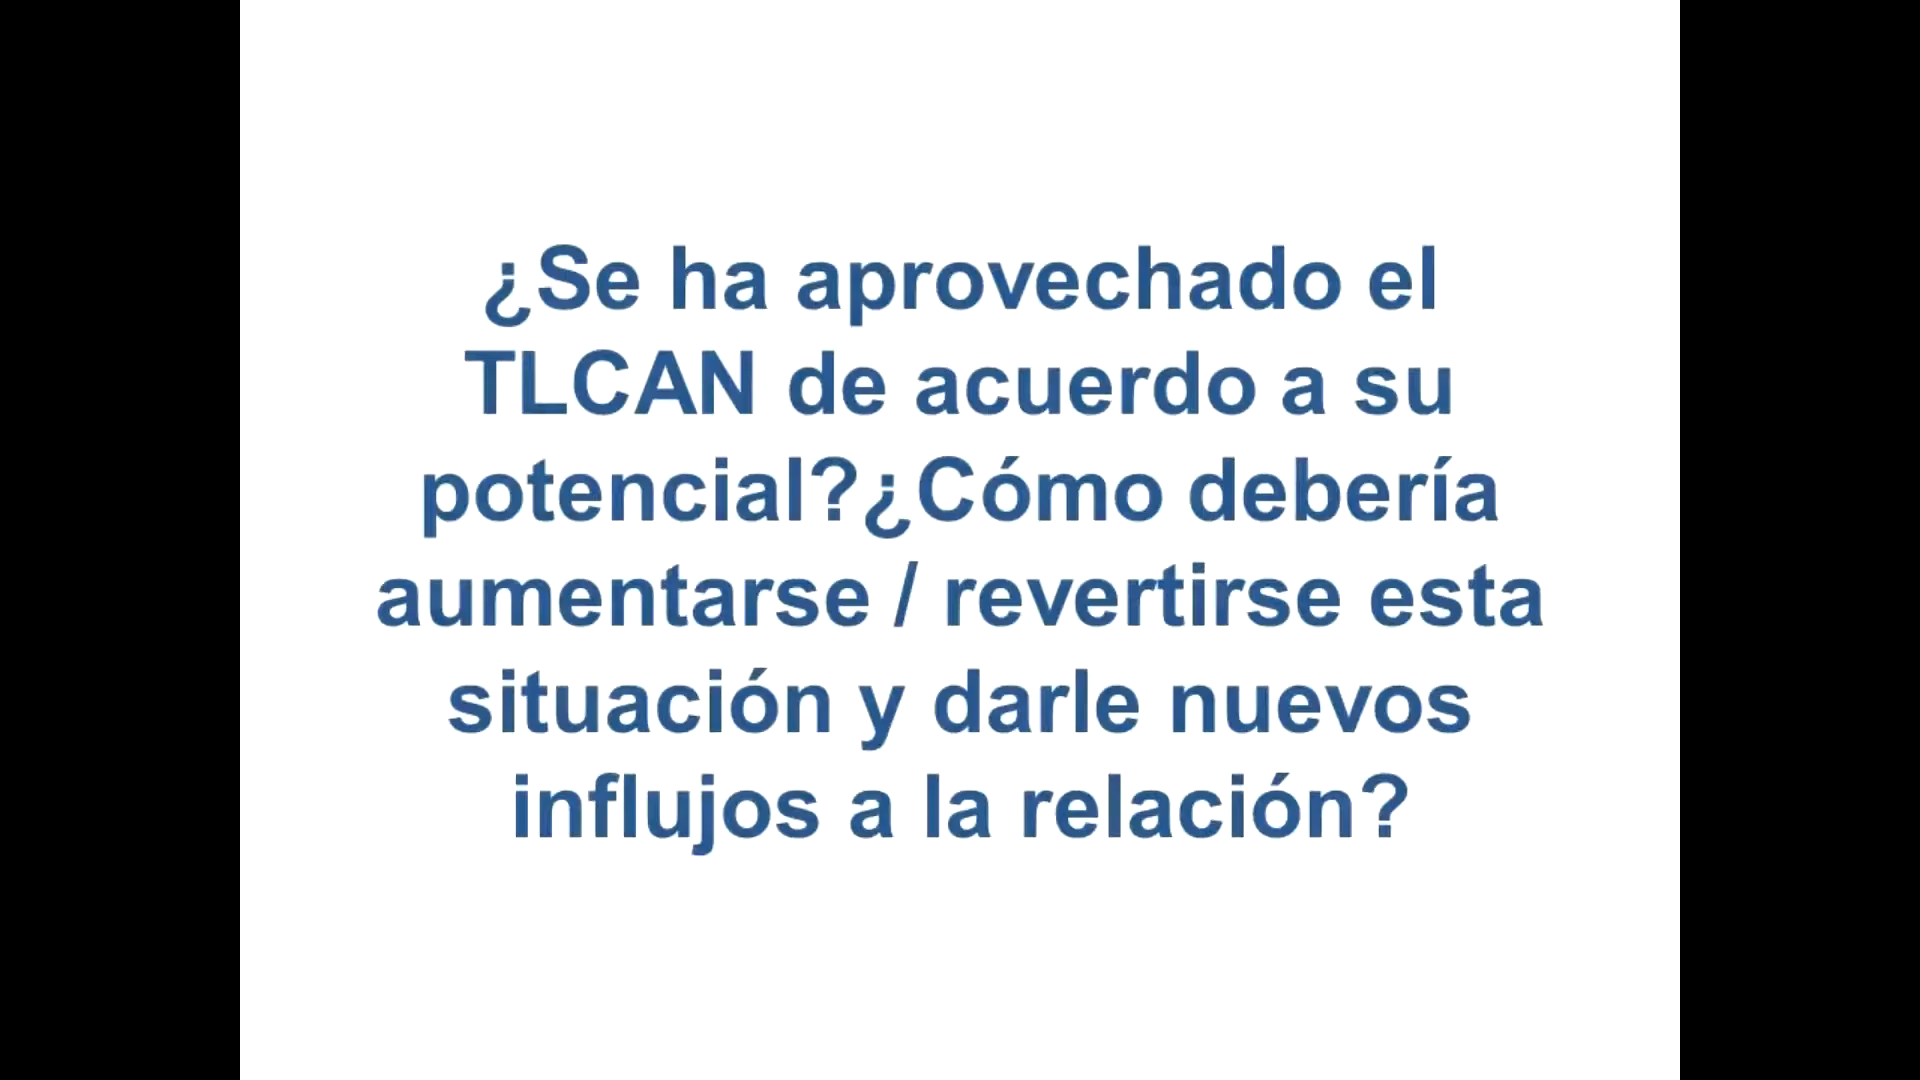 ¿Se ha aprovechado el
TLCAN de acuerdo a su
potencial?¿Cómo debería
aumentarse / revertirse esta
situación y darle nuevos
influjos a la relación?